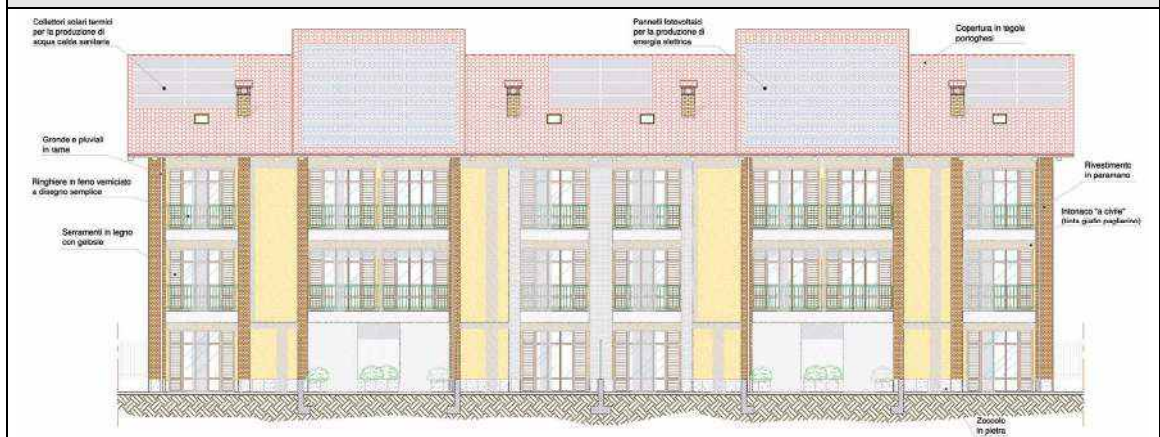 Collettori solari termici
per la produzione di
acqua calda sanitaria
Pannelli fotovoltaici
per la produzione di
energia elettrica
Copertura in tegole
portoghesi
Gronde e pluviali
in rame
Ringhiere in ferro verniciato
a disegno semplice
Serramenti in legno
con gelosie
Rivestimento
in paramano
Intonaco "a civile"
(tinta giallo paglierino)
Zoccolo
in pietra